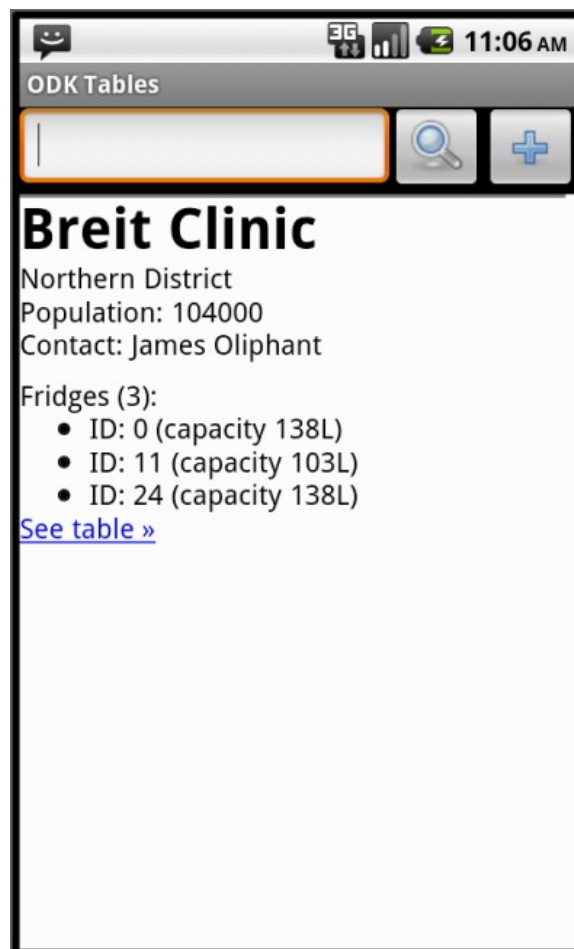 3G 11:06 AM
ODK Tables
Breit Clinic
Northern District
Population: 104000
Contact: James Oliphant
Fridges (3):
• ID: 0 (capacity 138L)
• ID: 11 (capacity 103L)
• ID: 24 (capacity 138L)
See table »